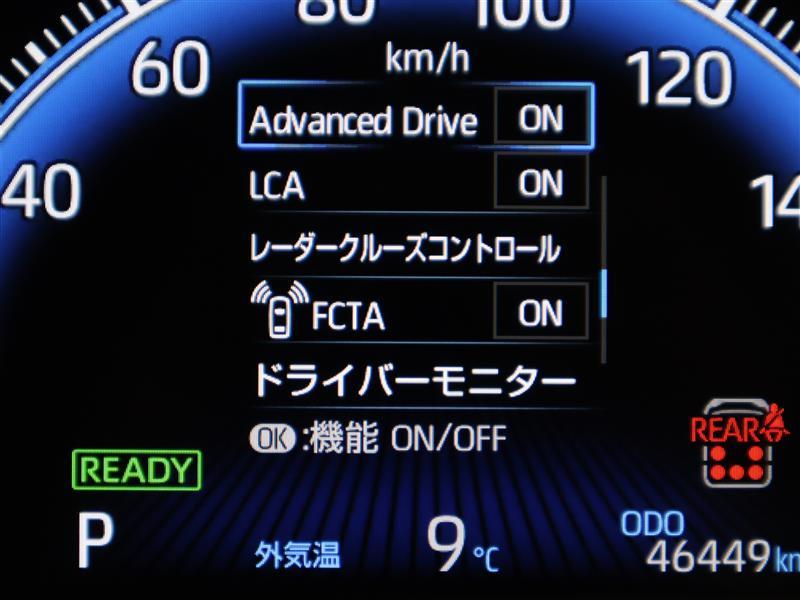 80 100
km/h
60 120
Advanced Drive ON
40 LCA ON 14
レーダークルーズコントロール
FCTA ON
ドライバーモニター
REAR
OK :機能 ON/OFF
READY
P 外気温 9℃ ODO
46449km